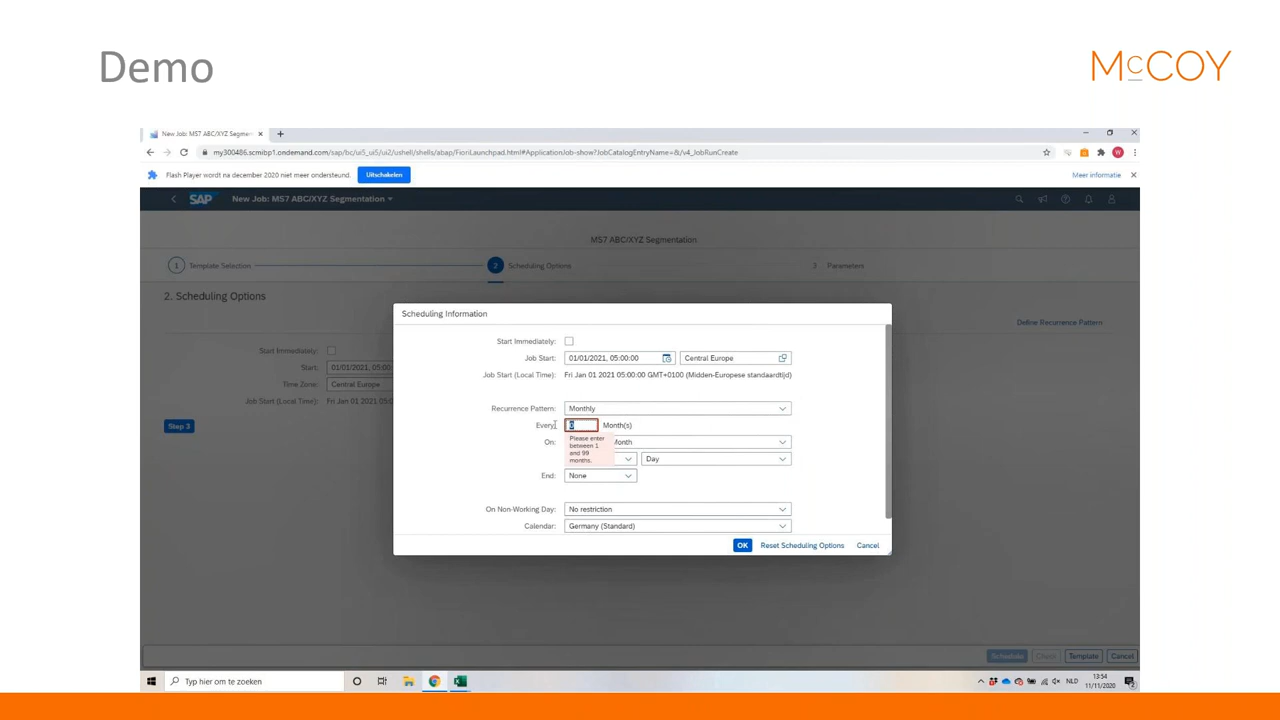 Demo
McCOY
New Job: MS7 ABC/XYZ Segmen
my300486.scmibp1.ondemand.com/sap/bc/ui5_ui5/ui2/ushell/shells/abap/FioriLaunchpad.html#ApplicationJob-show?JobCatalogEntryName=&/v4_JobRunCreate
W
Flash Player wordt na december 2020 niet meer ondersteund.
Uitschakelen
Meer informatie
SAP
New Job: MS7 ABC/XYZ Segmentation
MS7 ABC/XYZ Segmentation
1 Template Selection
2 Scheduling Options
3 Parameters
2. Scheduling Options
Define Recurrence Pattern
Start Immediately:
Start: 01/01/2021, 05:00:00
Time Zone: Central Europe
Job Start (Local Time): Fri Jan 01 2021 05
Step 3
Scheduling Information
Start Immediately:
Job Start: 01/01/2021, 05:00:00 Central Europe
Job Start (Local Time): Fri Jan 01 2021 05:00:00 GMT+0100 (Midden-Europese standaardtijd)
Recurrence Pattern: Monthly
Every: 0 Month(s)
On: Month
Please enter
between 1
and 99
months.
Day
End: None
On Non-Working Day: No restriction
Calendar: Germany (Standard)
OK Reset Scheduling Options Cancel
Schedule Check Template Cancel
Typ hier om te zoeken
NLD
13:54
11/11/2020
2